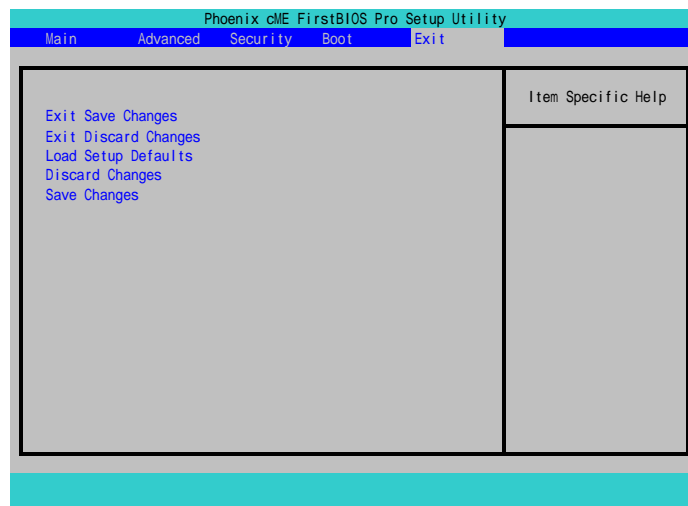 Phoenix cME FirstBIOS Pro Setup Utility
Main Advanced Security Boot Exit
Item Specific Help
Exit Save Changes
Exit Discard Changes
Load Setup Defaults
Discard Changes
Save Changes